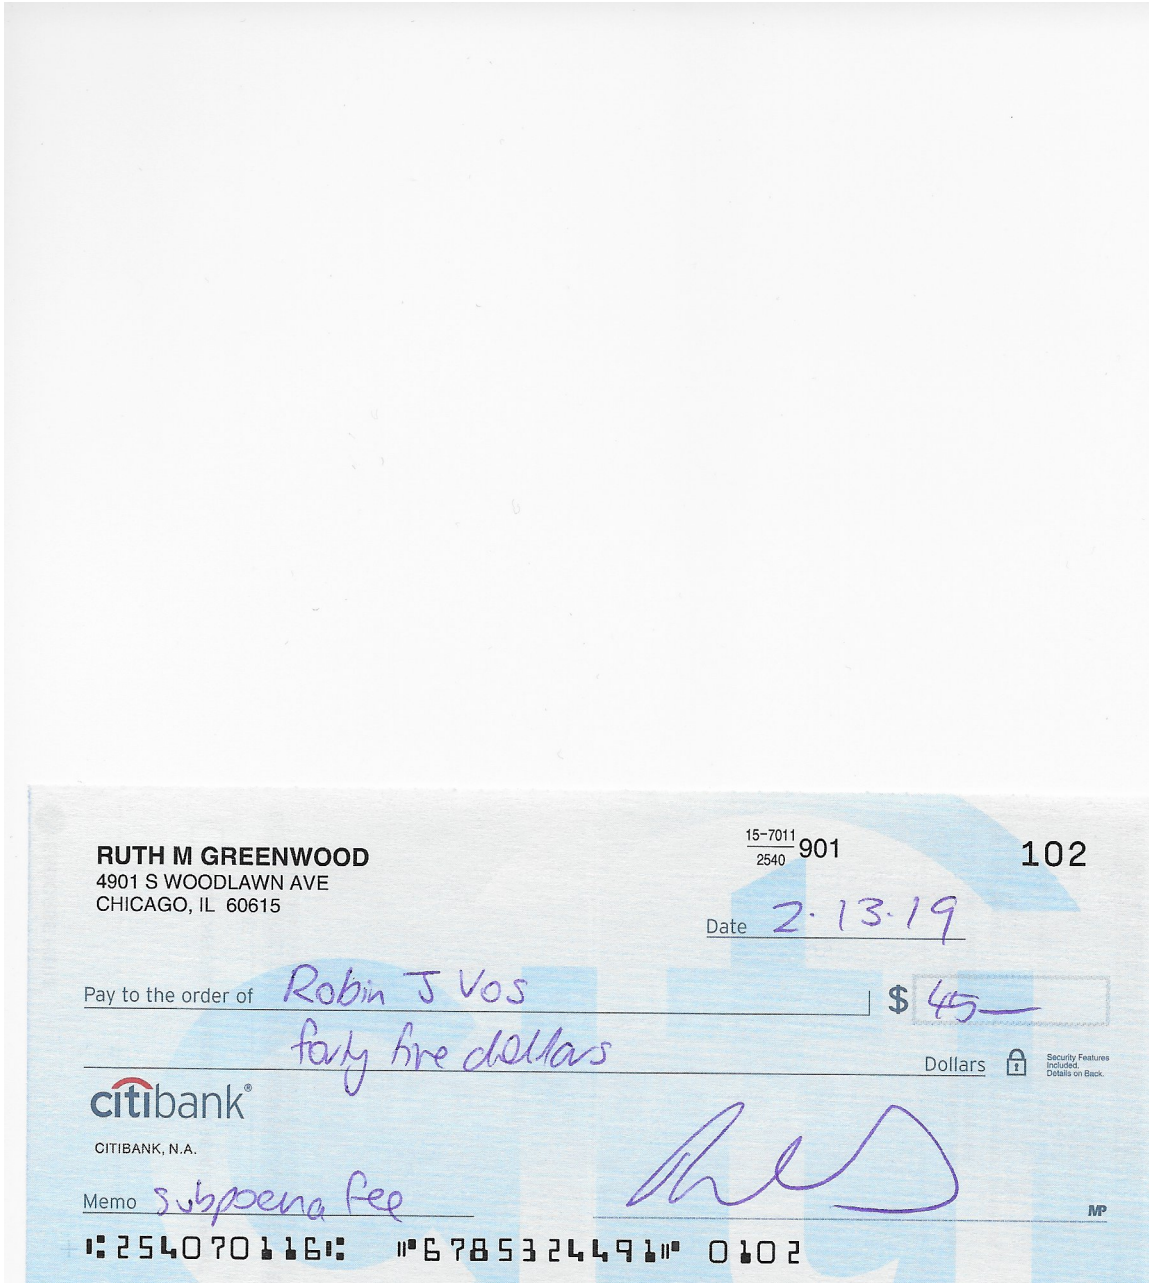 RUTH M GREENWOOD
4901 S WOODLAWN AVE
CHICAGO, IL 60615
15-7011
2540
901
102
Date 2.13.19
Pay to the order of Robin J Vos $ 45—
forty five dollars Dollars
Security Features
Included.
Details on Back.
citibank®
CITIBANK, N.A.
Memo subpoena fee
MP
⑆254070116⑆ ⑈6785324491⑈ 0102